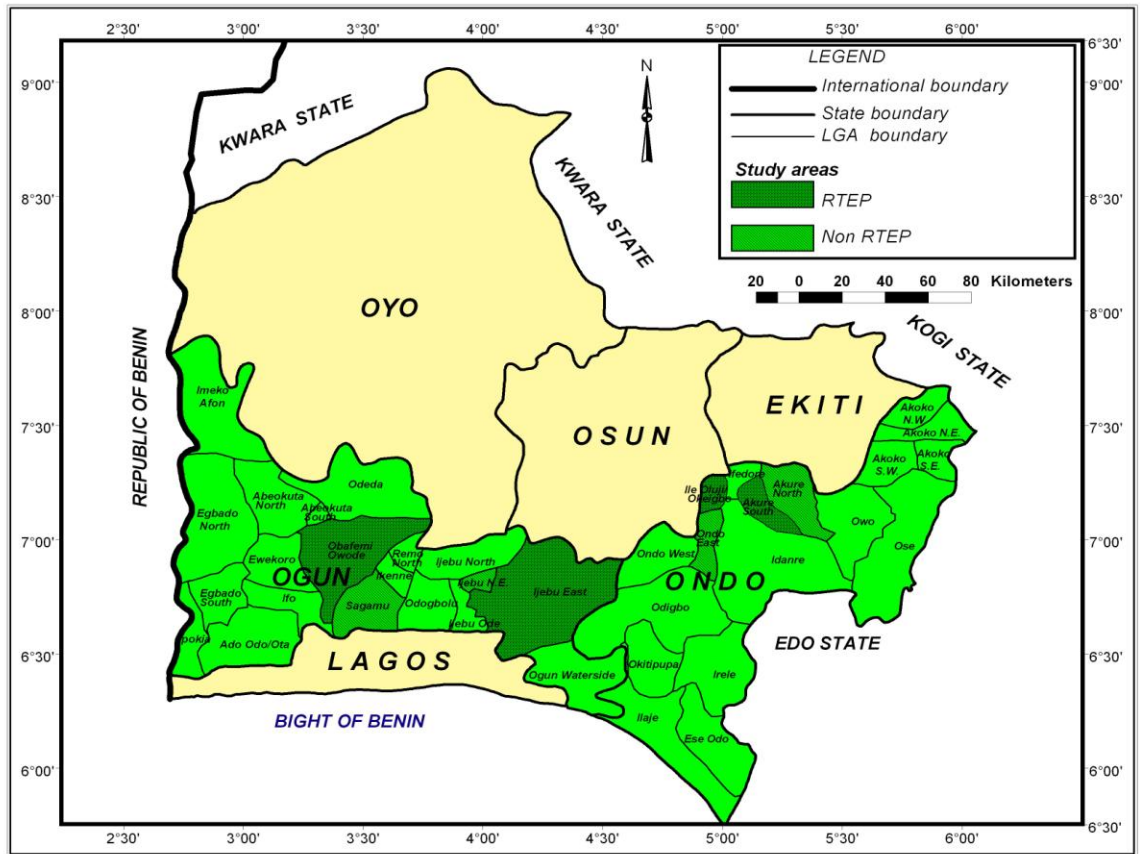 2°30' 3°00' 3°30' 4°00' 4°30' 5°00' 5°30' 6°00'
6°30' 6°30'
9°00' 9°00'
8°30' 8°30'
8°00' 8°00'
7°30' 7°30'
7°00' 7°00'
6°30' 6°30'
6°00' 6°00'
2°30' 3°00' 3°30' 4°00' 4°30' 5°00' 5°30' 6°00'
LEGEND
International boundary
State boundary
LGA boundary
Study areas
RTEP
Non RTEP
N
20 0 20 40 60 80 Kilometers
KWARA STATE
KWARA STATE
KOGI STATE
REPUBLIC OF BENIN
EDO STATE
BIGHT OF BENIN
OYO
OSUN
EKITI
OGUN
ONDO
LAGOS
Imeko
Afon
Egbado
North
Abeokuta
North
Abeokuta
South
Odeda
Obafemi
Owode
Ewekoro
Ifo
Egbado
South
pokia
Ado Odo/Ota
Sagamu
Remo
North
Ikenne
Odogbolu
Ijebu North
Ijebu N.E.
Ijebu Ode
Ijebu East
Ogun Waterside
Ile Oluju
Okeigbo
Ifedore
Akure
North
Akure
South
Ondo
East
Ondo West
Idanre
Odigbo
Okitipupa
Irele
Ilaje
Ese Odo
Owo
Ose
Akoko
N.W
Akoko N.E.
Akoko
S.W.
Akoko
S.E.